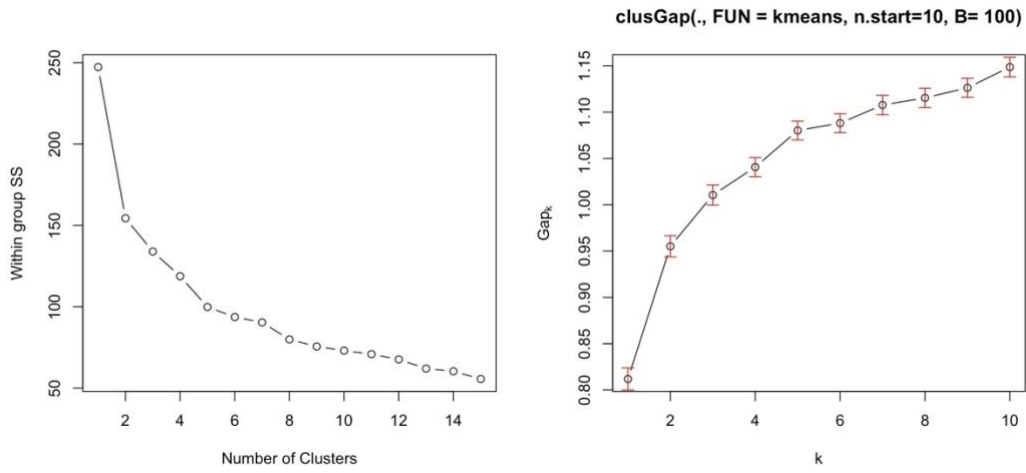 clusGap(., FUN = kmeans, n.start=10, B= 100)
250
200
150
100
50
Within group SS
2 4 6 8 10 12 14
Number of Clusters
1.15
1.10
1.05
1.00
0.95
0.90
0.85
0.80
Gapk
2 4 6 8 10
k